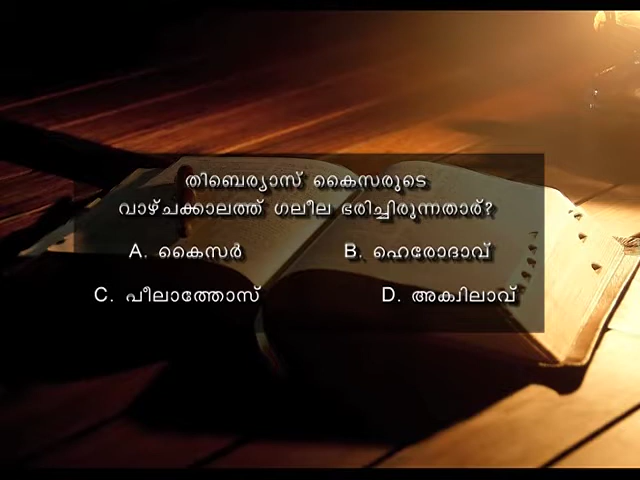 തിബെര്യാസ് കൈസരുടെ
വാഴ്ചക്കാലത്ത് ഗലീല ഭരിച്ചിരുന്നതാര്?
A. കൈസർ B. ഹെരോദാവ്
C. പീലാത്തോസ് D. അക്വിലാവ്